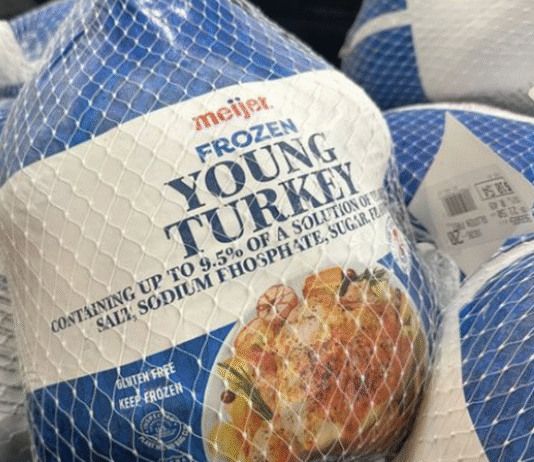 meijer
FROZEN
YOUNG
TURKEY
CONTAINING UP TO 9.5% OF A SOLUTION OF
SALT, SODIUM PHOSPHATE, SUGAR,
GLUTEN FREE
KEEP FROZEN